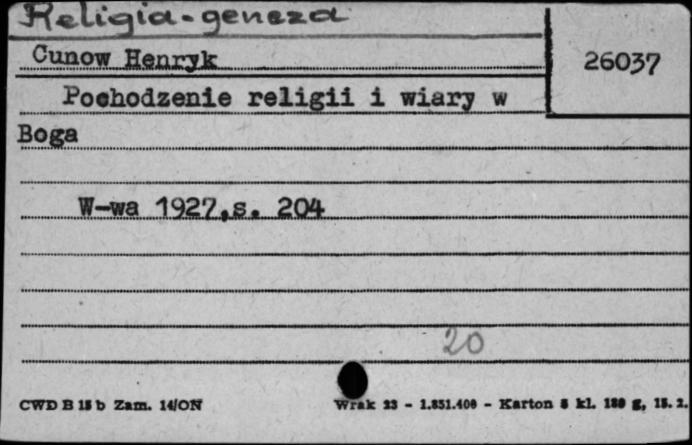 Religia-geneza
Cunow Henryk
26037
Pochodzenie religii i wiary w
Boga
W-wa 1927,s. 204
20
CWD B 15 b Zam. 14/ON
Wrak 23 - 1.851.400 - Karton 8 kl. 180 g, 15. 2.